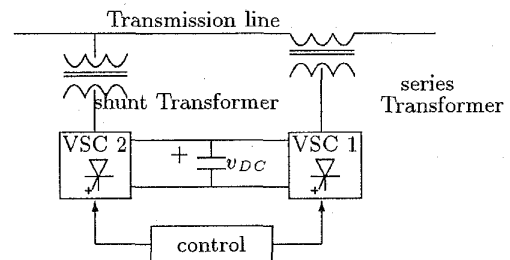 Transmission line
series
Transformer
shunt Transformer
VSC 2
VSC 1
+
v_DC
+
+
control